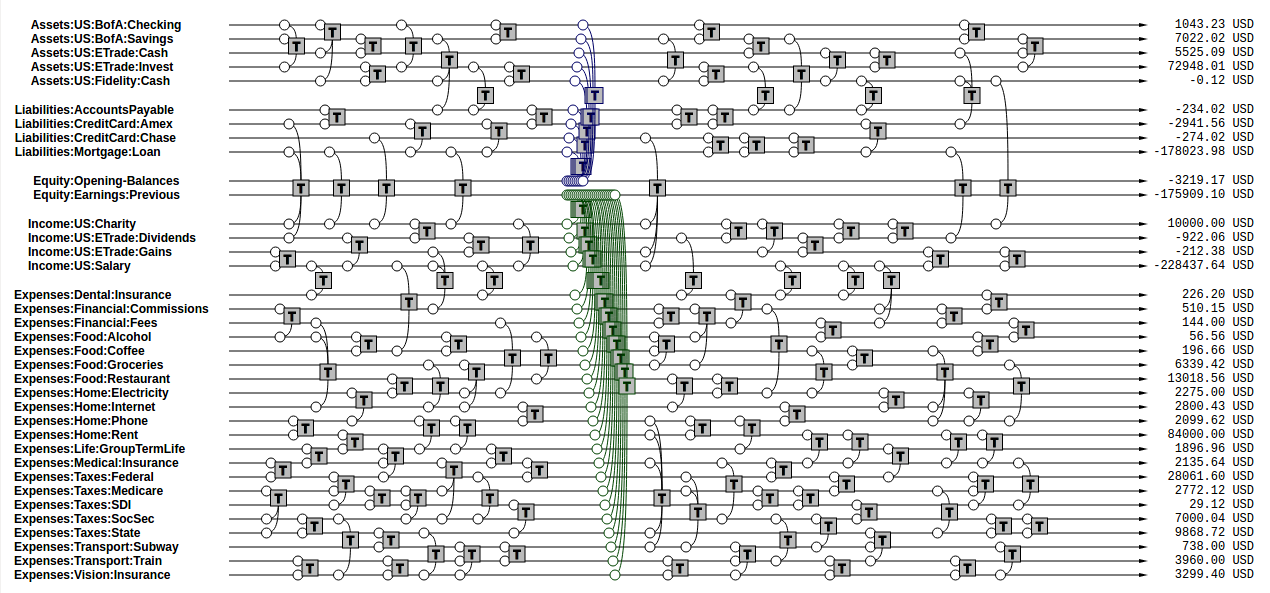 Assets:US:BofA:Checking 1043.23 USD
Assets:US:BofA:Savings 7022.02 USD
Assets:US:ETrade:Cash 5525.09 USD
Assets:US:ETrade:Invest 72948.01 USD
Assets:US:Fidelity:Cash -0.12 USD
Liabilities:AccountsPayable -234.02 USD
Liabilities:CreditCard:Amex -2941.56 USD
Liabilities:CreditCard:Chase -274.02 USD
Liabilities:Mortgage:Loan -178023.98 USD
Equity:Opening-Balances -3219.17 USD
Equity:Earnings:Previous -175909.10 USD
Income:US:Charity 10000.00 USD
Income:US:ETrade:Dividends -922.06 USD
Income:US:ETrade:Gains -212.38 USD
Income:US:Salary -228437.64 USD
Expenses:Dental:Insurance 226.20 USD
Expenses:Financial:Commissions 510.15 USD
Expenses:Financial:Fees 144.00 USD
Expenses:Food:Alcohol 56.56 USD
Expenses:Food:Coffee 196.66 USD
Expenses:Food:Groceries 6339.42 USD
Expenses:Food:Restaurant 13018.56 USD
Expenses:Home:Electricity 2275.00 USD
Expenses:Home:Internet 2800.43 USD
Expenses:Home:Phone 2099.62 USD
Expenses:Home:Rent 84000.00 USD
Expenses:Life:GroupTermLife 1896.96 USD
Expenses:Medical:Insurance 2135.64 USD
Expenses:Taxes:Federal 28061.60 USD
Expenses:Taxes:Medicare 2772.12 USD
Expenses:Taxes:SDI 29.12 USD
Expenses:Taxes:SocSec 7000.04 USD
Expenses:Taxes:State 9868.72 USD
Expenses:Transport:Subway 738.00 USD
Expenses:Transport:Train 3960.00 USD
Expenses:Vision:Insurance 3299.40 USD